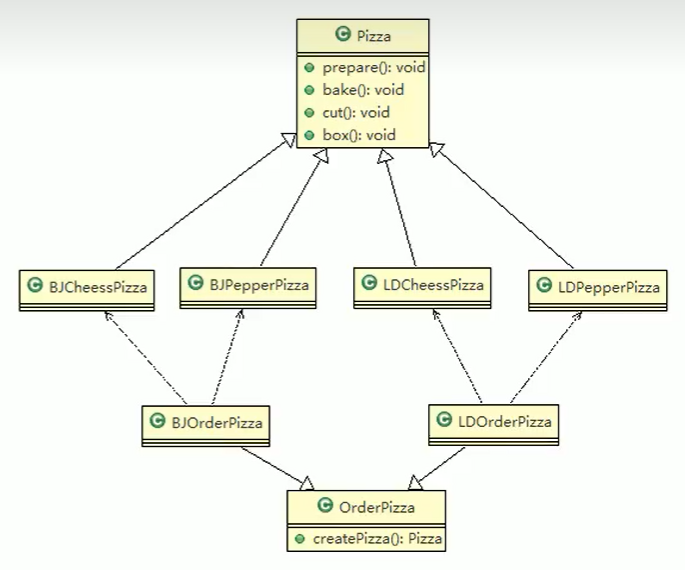 Pizza
prepare(): void
bake(): void
cut(): void
box(): void
BJCheessPizza
BJPepperPizza
LDCheessPizza
LDPepperPizza
BJOrderPizza
LDOrderPizza
OrderPizza
createPizza(): Pizza